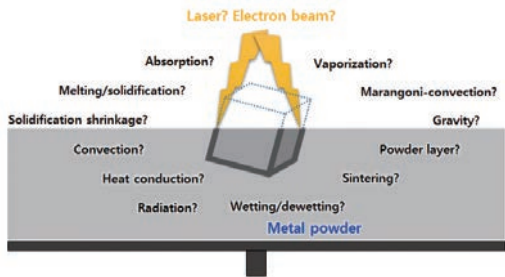 Laser? Electron beam?
Absorption?
Vaporization?
Melting/solidification?
Marangoni-convection?
Solidification shrinkage?
Gravity?
Convection?
Powder layer?
Heat conduction?
Sintering?
Radiation?
Wetting/dewetting?
Metal powder